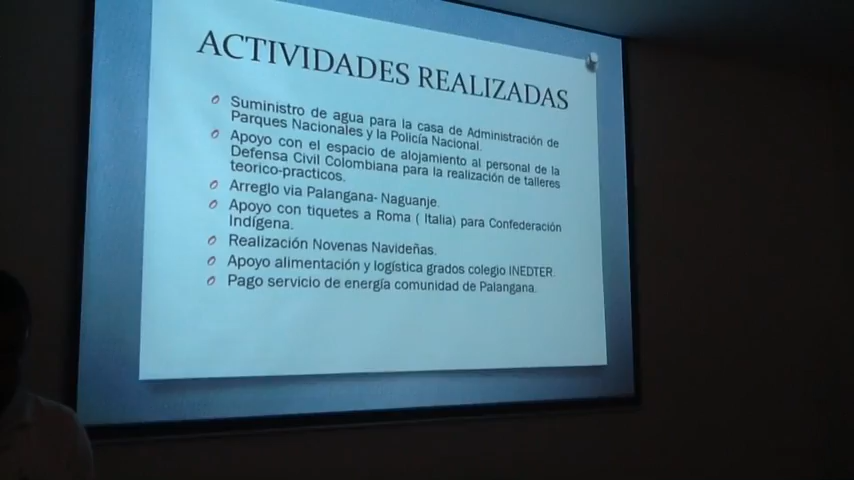 ACTIVIDADES REALIZADAS
Suministro de agua para la casa de Administración de
Parques Nacionales y la Policía Nacional.
Apoyo con el espacio de alojamiento al personal de la
Defensa Civil Colombiana para la realización de talleres
teorico-practicos.
Arreglo via Palangana- Naguanje.
Apoyo con tiquetes a Roma ( Italia) para Confederación
Indígena.
Realización Novenas Navideñas.
Apoyo alimentación y logística grados colegio INEDTER.
Pago servicio de energía comunidad de Palangana.